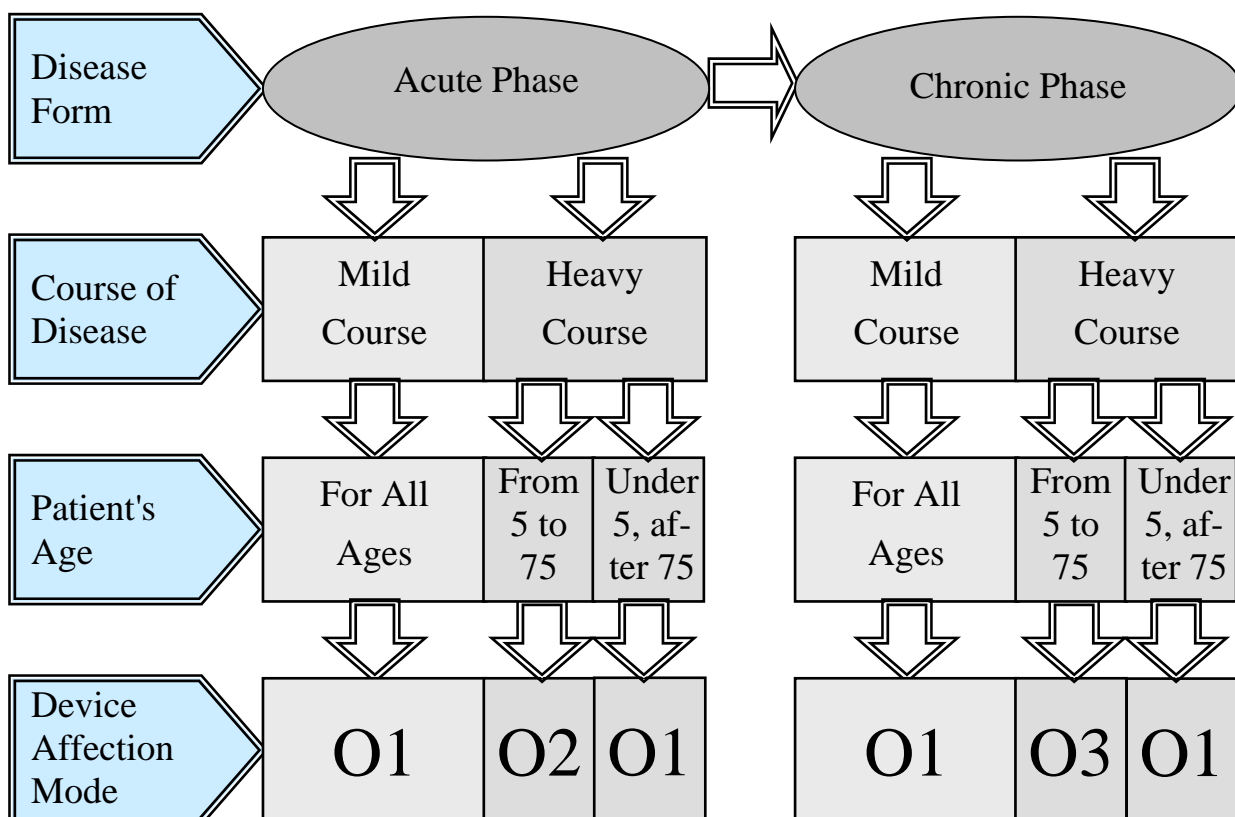 Disease
Form
Acute Phase
Chronic Phase
Course of
Disease
Mild
Course
Heavy
Course
Mild
Course
Heavy
Course
Patient's
Age
For All
Ages
From
5 to
75
Under
5, af-
ter 75
For All
Ages
From
5 to
75
Under
5, af-
ter 75
Device
Affection
Mode
O1
O2
O1
O1
O3
O1